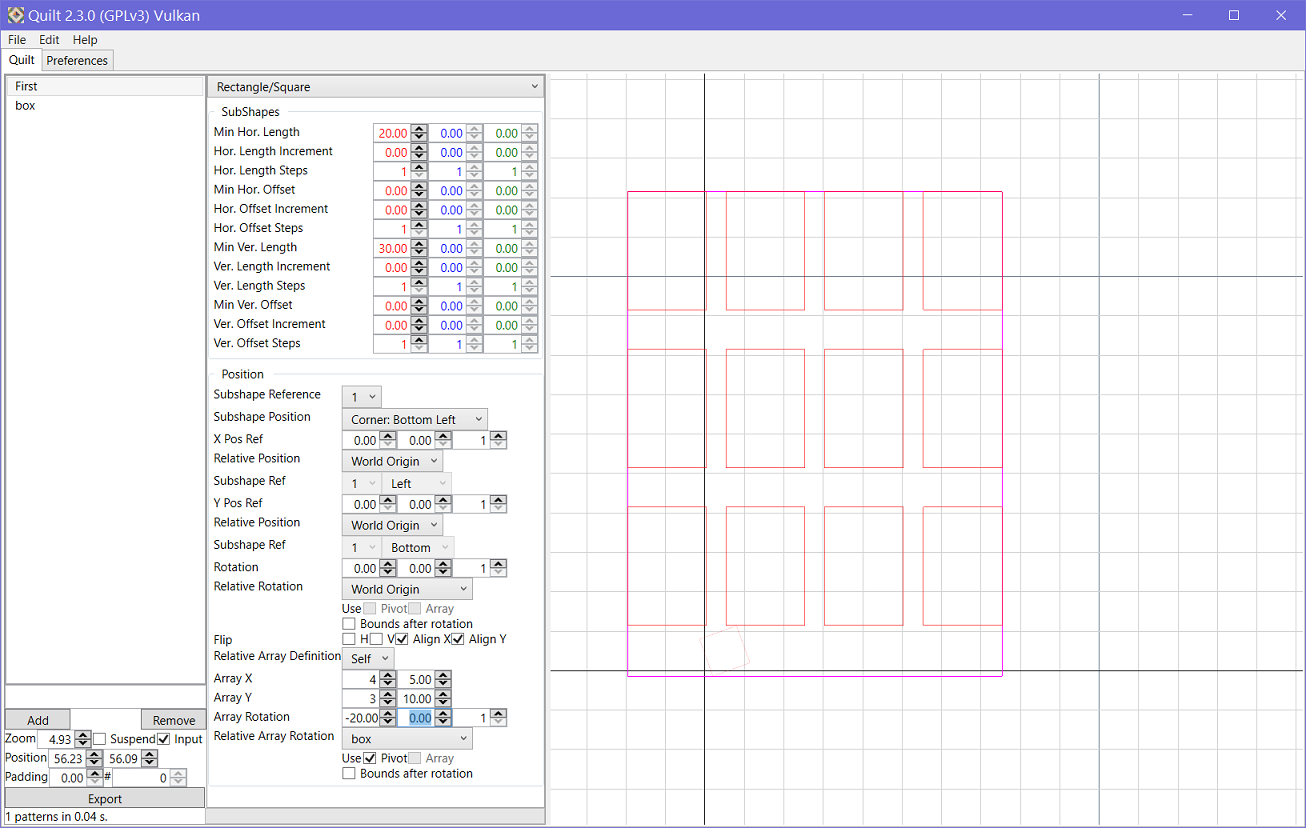 Quilt 2.3.0 (GPLv3) Vulkan
File Edit Help
Quilt Preferences
First
box
Rectangle/Square
SubShapes
Min Hor. Length 20.00 0.00 0.00
Hor. Length Increment 0.00 0.00 0.00
Hor. Length Steps 1 1 1
Min Hor. Offset 0.00 0.00 0.00
Hor. Offset Increment 0.00 0.00 0.00
Hor. Offset Steps 1 1 1
Min Ver. Length 30.00 0.00 0.00
Ver. Length Increment 0.00 0.00 0.00
Ver. Length Steps 1 1 1
Min Ver. Offset 0.00 0.00 0.00
Ver. Offset Increment 0.00 0.00 0.00
Ver. Offset Steps 1 1 1
Position
Subshape Reference 1
Subshape Position Corner: Bottom Left
X Pos Ref 0.00 0.00 1
Relative Position World Origin
Subshape Ref 1 Left
Y Pos Ref 0.00 0.00 1
Relative Position World Origin
Subshape Ref 1 Bottom
Rotation 0.00 0.00 1
Relative Rotation World Origin
Use Pivot Array
Bounds after rotation
Flip H V Align X Align Y
Relative Array Definition Self
Array X 4 5.00
Array Y 3 10.00
Array Rotation -20.00 0.00 1
Relative Array Rotation box
Use Pivot Array
Bounds after rotation
Add Remove
Zoom 4.93 Suspend Input
Position 56.23 56.09
Padding 0.00 # 0
Export
1 patterns in 0.04 s.